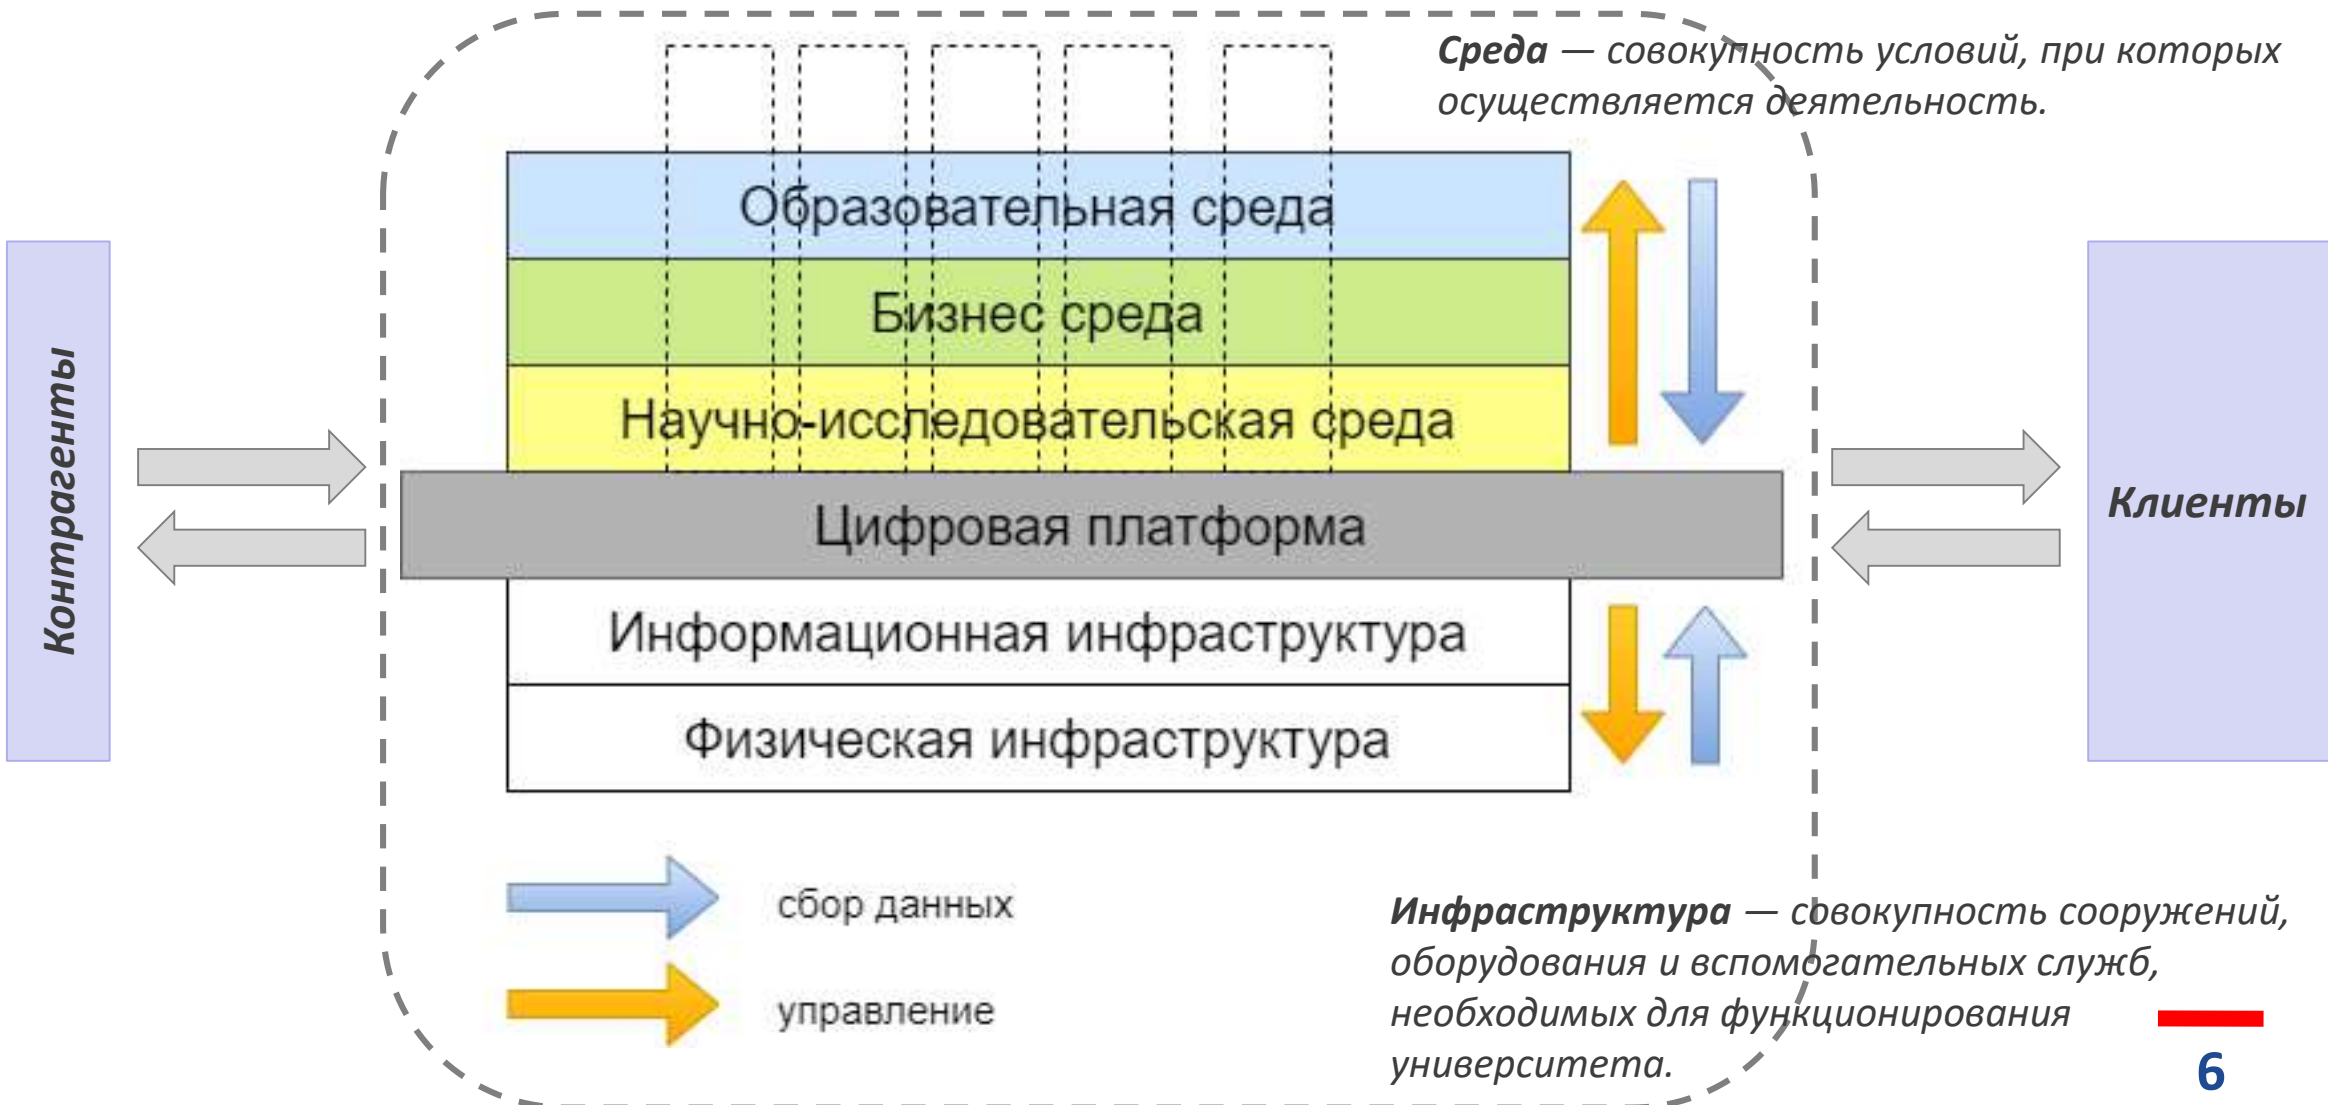 Среда — совокупность условий, при которых
осуществляется деятельность.
Образовательная среда
Бизнес среда
Научно-исследовательская среда
Контрагенты
Цифровая платформа
Клиенты
Информационная инфраструктура
Физическая инфраструктура
сбор данных
управление
Инфраструктура — совокупность сооружений,
оборудования и вспомогательных служб,
необходимых для функционирования
университета.
6